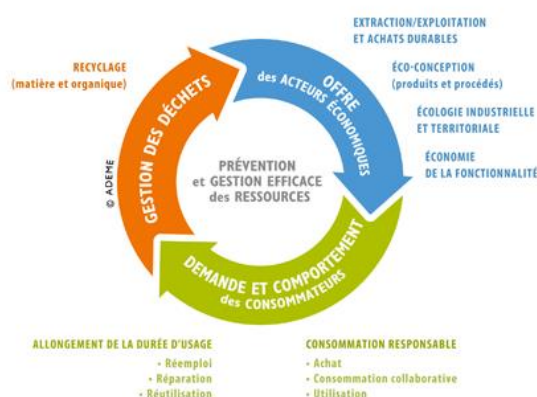 EXTRACTION/EXPLOITATION
ET ACHATS DURABLES
RECYCLAGE
(matière et organique)
ÉCO-CONCEPTION
(produits et procédés)
ÉCOLOGIE INDUSTRIELLE
ET TERRITORIALE
ÉCONOMIE
DE LA FONCTIONNALITÉ
OFFRE
des ACTEURS ÉCONOMIQUES
GESTION DES DÉCHETS
PRÉVENTION
et GESTION EFFICACE
des RESSOURCES
© ADEME
DEMANDE ET COMPORTEMENT
des CONSOMMATEURS
ALLONGEMENT DE LA DURÉE D'USAGE
• Réemploi
• Réparation
• Réutilisation
CONSOMMATION RESPONSABLE
• Achat
• Consommation collaborative
• Utilisation